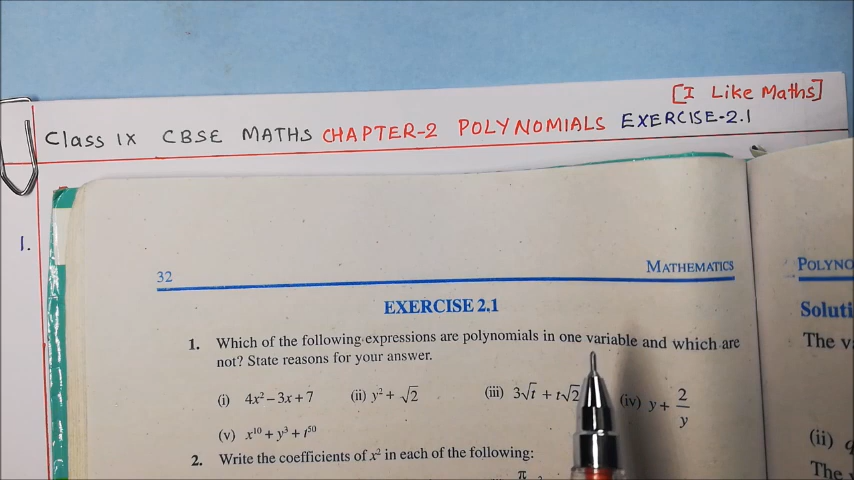 [I Like Maths]
Class IX CBSE MATHS CHAPTER-2 POLYNOMIALS EXERCISE-2.1
1.
32 MATHEMATICS
EXERCISE 2.1
1. Which of the following expressions are polynomials in one variable and which are
not? State reasons for your answer.
(i) 4x² – 3x + 7 (ii) y² + √2 (iii) 3√t + t√2 (iv) y + 2/y
(v) x¹⁰ + y³ + t⁵⁰
2. Write the coefficients of x² in each of the following:
π
POLYNO
Soluti
The v
(ii) q
The